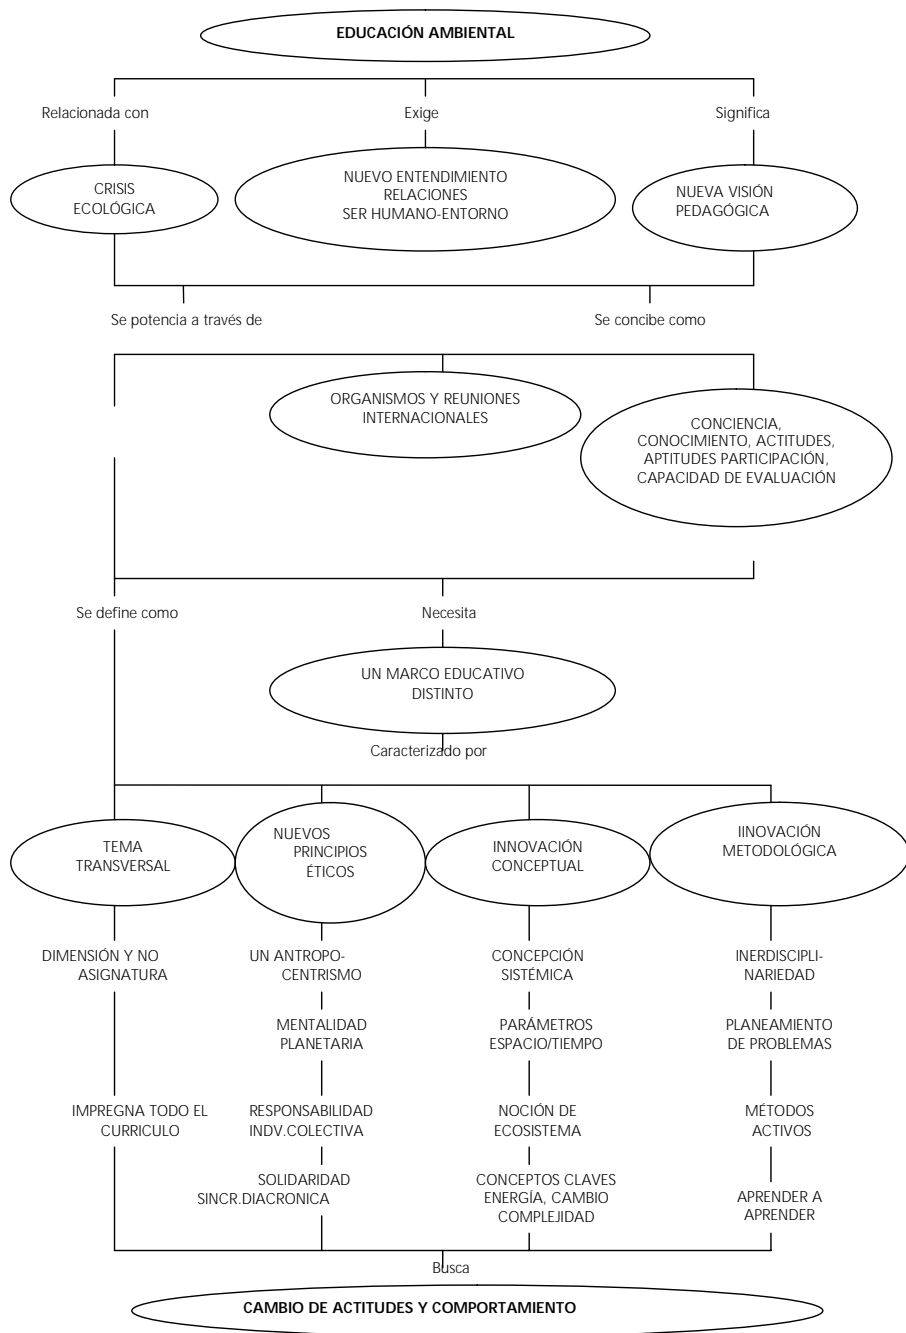 EDUCACIÓN AMBIENTAL
Relacionada con
Exige
Significa
CRISIS
ECOLÓGICA
NUEVO ENTENDIMIENTO
RELACIONES
SER HUMANO-ENTORNO
NUEVA VISIÓN
PEDAGÓGICA
Se potencia a través de
Se concibe como
ORGANISMOS Y REUNIONES
INTERNACIONALES
CONCIENCIA,
CONOCIMIENTO, ACTITUDES,
APTITUDES PARTICIPACIÓN,
CAPACIDAD DE EVALUACIÓN
Se define como
Necesita
UN MARCO EDUCATIVO
DISTINTO
Caracterizado por
TEMA
TRANSVERSAL
NUEVOS
PRINCIPIOS
ÉTICOS
INNOVACIÓN
CONCEPTUAL
IINOVACIÓN
METODOLÓGICA
DIMENSIÓN Y NO
ASIGNATURA
UN ANTROPO-
CENTRISMO
CONCEPCIÓN
SISTÉMICA
INERDISCIPLI-
NARIEDAD
MENTALIDAD
PLANETARIA
PARÁMETROS
ESPACIO/TIEMPO
PLANEAMIENTO
DE PROBLEMAS
IMPREGNA TODO EL
CURRICULO
RESPONSABILIDAD
INDV.COLECTIVA
NOCIÓN DE
ECOSISTEMA
MÉTODOS
ACTIVOS
SOLIDARIDAD
SINCR.DIACRONICA
CONCEPTOS CLAVES
ENERGÍA, CAMBIO
COMPLEJIDAD
APRENDER A
APRENDER
Busca
CAMBIO DE ACTITUDES Y COMPORTAMIENTO